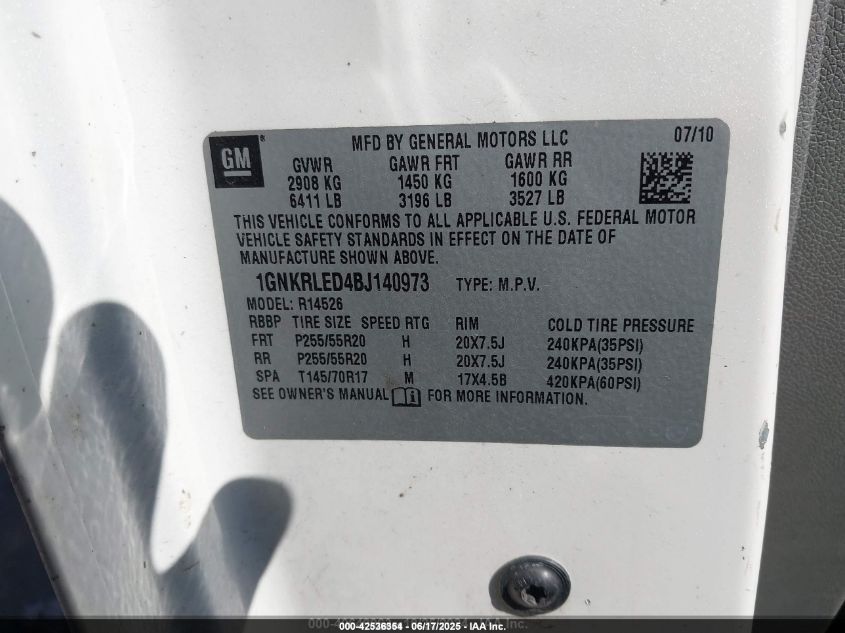 MFD BY GENERAL MOTORS LLC 07/10
GM®
GVWR GAWR FRT GAWR RR
2908 KG 1450 KG 1600 KG
6411 LB 3196 LB 3527 LB
THIS VEHICLE CONFORMS TO ALL APPLICABLE U.S. FEDERAL MOTOR
VEHICLE SAFETY STANDARDS IN EFFECT ON THE DATE OF
MANUFACTURE SHOWN ABOVE.
1GNKRLED4BJ140973 TYPE: M.P.V.
MODEL: R14526
RBBP TIRE SIZE SPEED RTG RIM COLD TIRE PRESSURE
FRT P255/55R20 H 20X7.5J 240KPA(35PSI)
RR P255/55R20 H 20X7.5J 240KPA(35PSI)
SPA T145/70R17 M 17X4.5B 420KPA(60PSI)
SEE OWNER'S MANUAL FOR MORE INFORMATION.
000-42536354 - 06/17/2025 - IAA Inc.